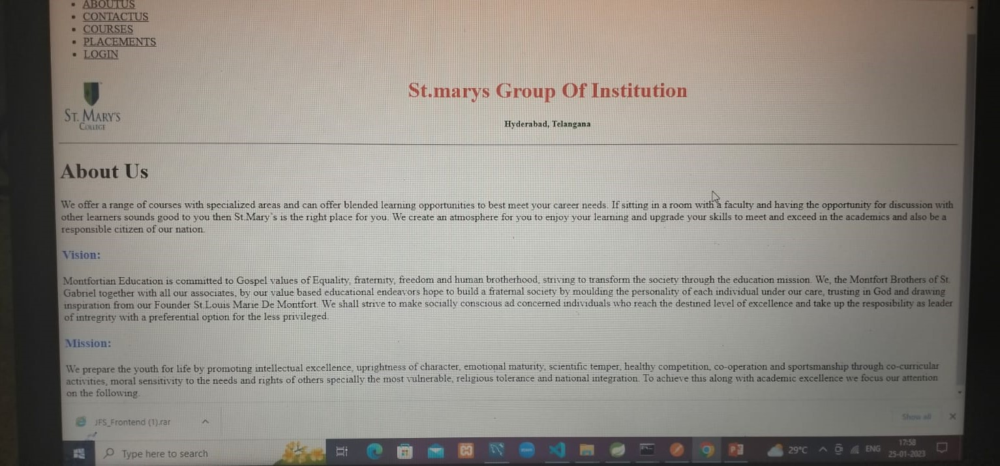 ABOUTUS
CONTACTUS
COURSES
PLACEMENTS
LOGIN
St.marys Group Of Institution
ST. MARY'S
COLLEGE
Hyderabad, Telangana
About Us
We offer a range of courses with specialized areas and can offer blended learning opportunities to best meet your career needs. If sitting in a room with a faculty and having the opportunity for discussion with
other learners sounds good to you then St.Mary's is the right place for you. We create an atmosphere for you to enjoy your learning and upgrade your skills to meet and exceed in the academics and also be a
responsible citizen of our nation.
Vision:
Montfortian Education is committed to Gospel values of Equality, fraternity, freedom and human brotherhood, striving to transform the society through the education mission. We, the Montfort Brothers of St.
Gabriel together with all our associates, by our value based educational endeavors hope to build a fraternal society by moulding the personality of each individual under our care, trusting in God and drawing
inspiration from our Founder St.Louis Marie De Montfort. We shall strive to make socially conscious ad concerned individuals who reach the destined level of excellence and take up the resposibility as leader
of intregrity with a preferential option for the less privileged.
Mission:
We prepare the youth for life by promoting intellectual excellence, uprightness of character, emotional maturity, scientific temper, healthy competition, co-operation and sportsmanship through co-curricular
activities, moral sensitivity to the needs and rights of others specially the most vulnerable, religious tolerance and national integration. To achieve this along with academic excellence we focus our attention
on the following.
JFS_Frontend (1).rar
Show all
Type here to search
29°C
ENG
17:58
25-01-2023